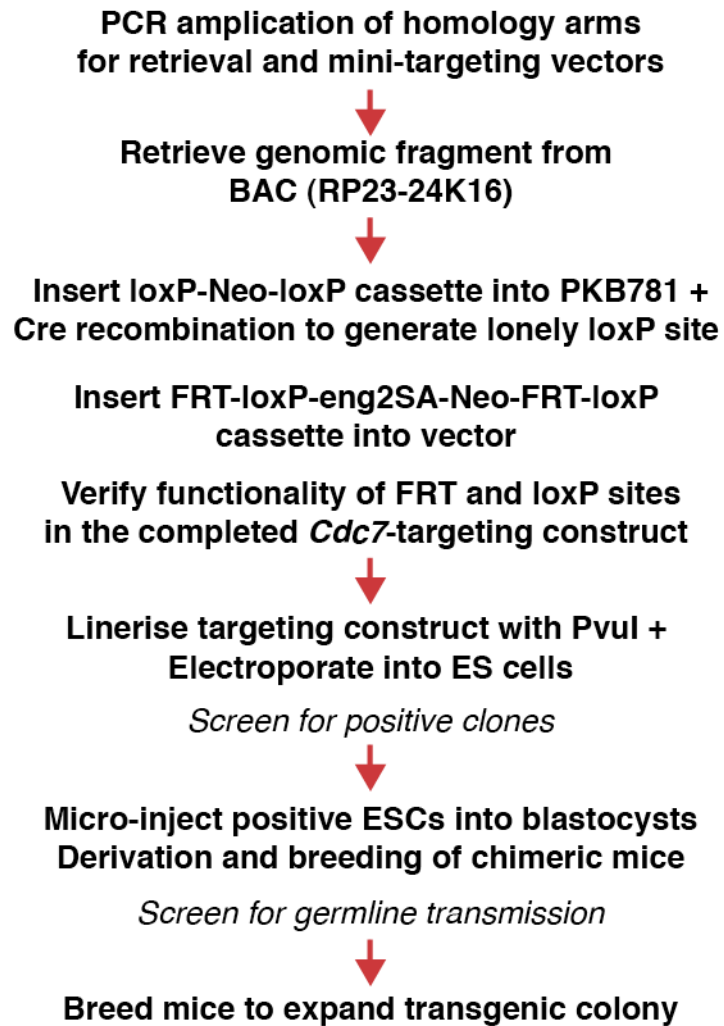 PCR amplication of homology arms
for retrieval and mini-targeting vectors
Retrieve genomic fragment from
BAC (RP23-24K16)
Insert loxP-Neo-loxP cassette into PKB781 +
Cre recombination to generate lonely loxP site
Insert FRT-loxP-eng2SA-Neo-FRT-loxP
cassette into vector
Verify functionality of FRT and loxP sites
in the completed Cdc7-targeting construct
Linerise targeting construct with PvuI +
Electroporate into ES cells
Screen for positive clones
Micro-inject positive ESCs into blastocysts
Derivation and breeding of chimeric mice
Screen for germline transmission
Breed mice to expand transgenic colony